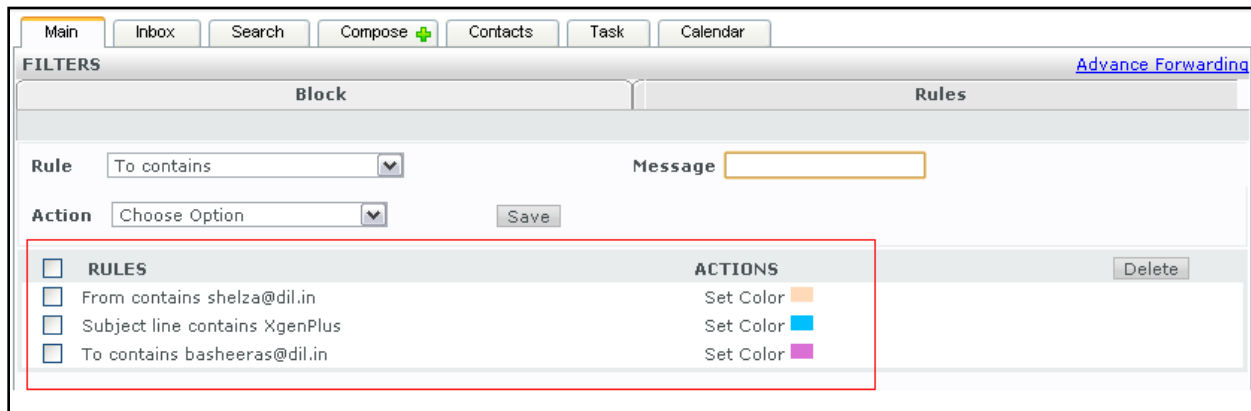 Main Inbox Search Compose Contacts Task Calendar
FILTERS Advance Forwarding
Block Rules
Rule To contains Message
Action Choose Option Save
RULES ACTIONS Delete
From contains shelza@dil.in Set Color
Subject line contains XgenPlus Set Color
To contains basheeras@dil.in Set Color